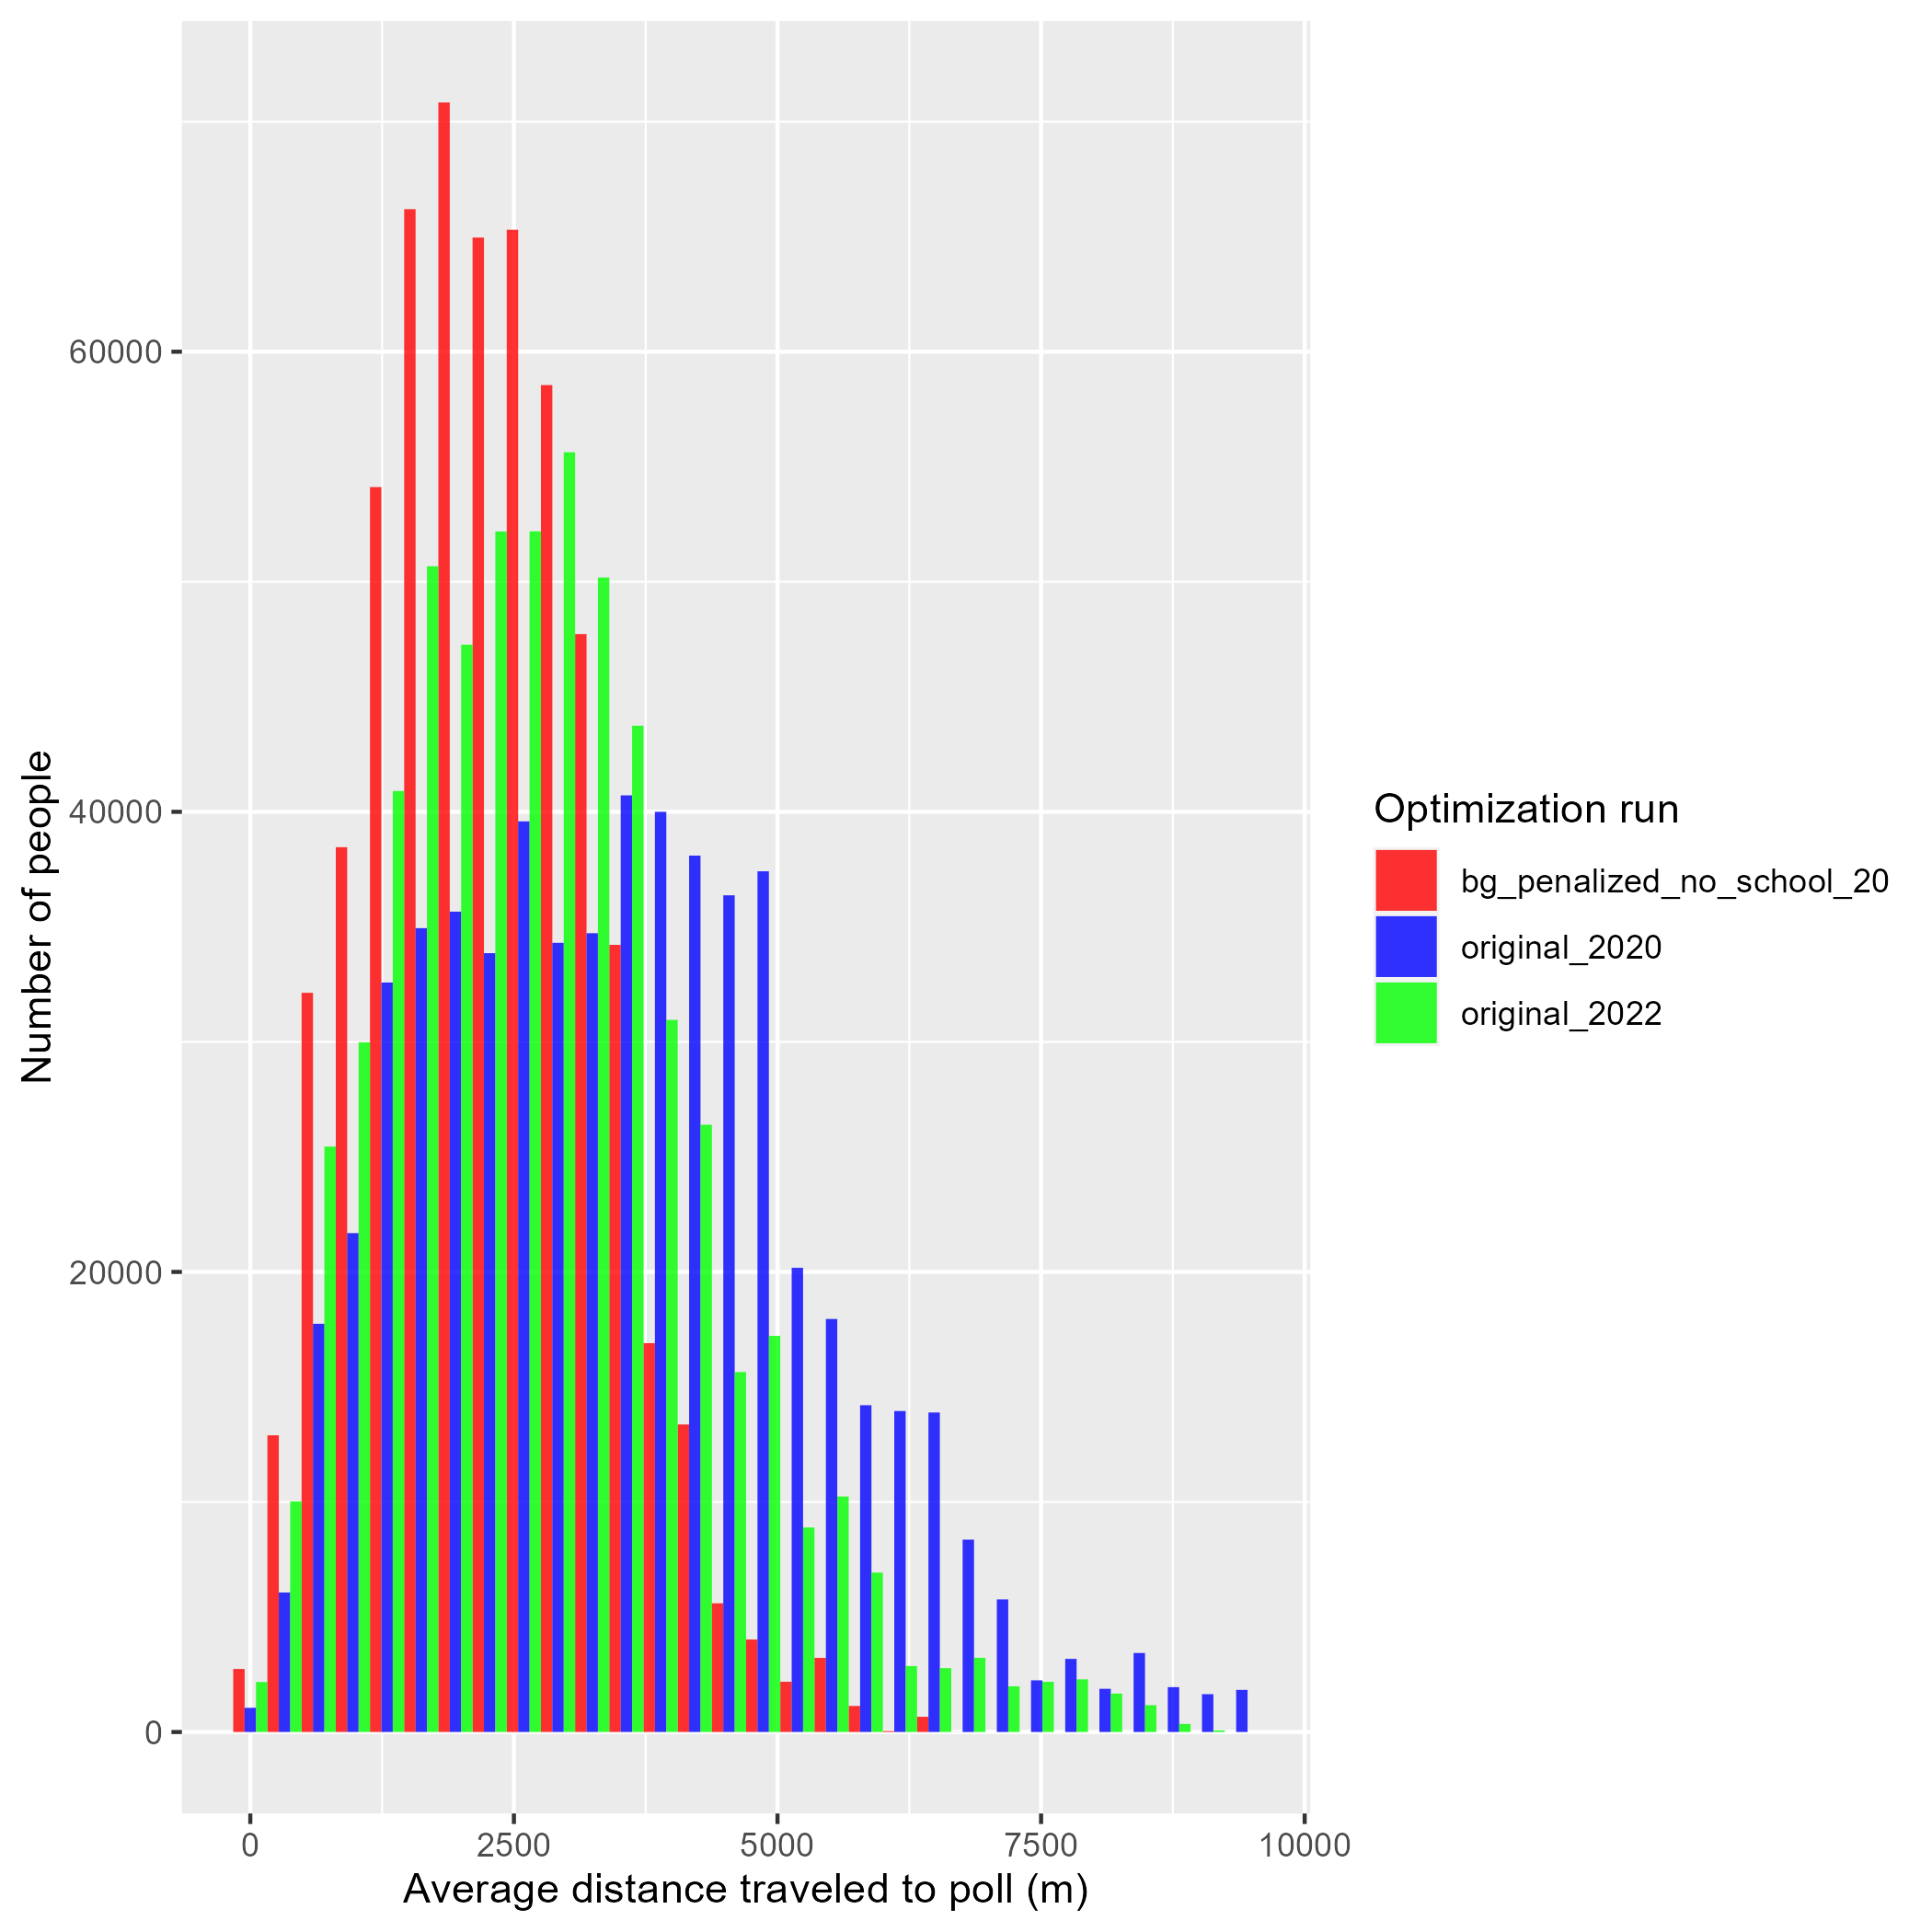 Number of people
60000
40000
20000
0
0 2500 5000 7500 10000
Average distance traveled to poll (m)
Optimization run
bg_penalized_no_school_20
original_2020
original_2022